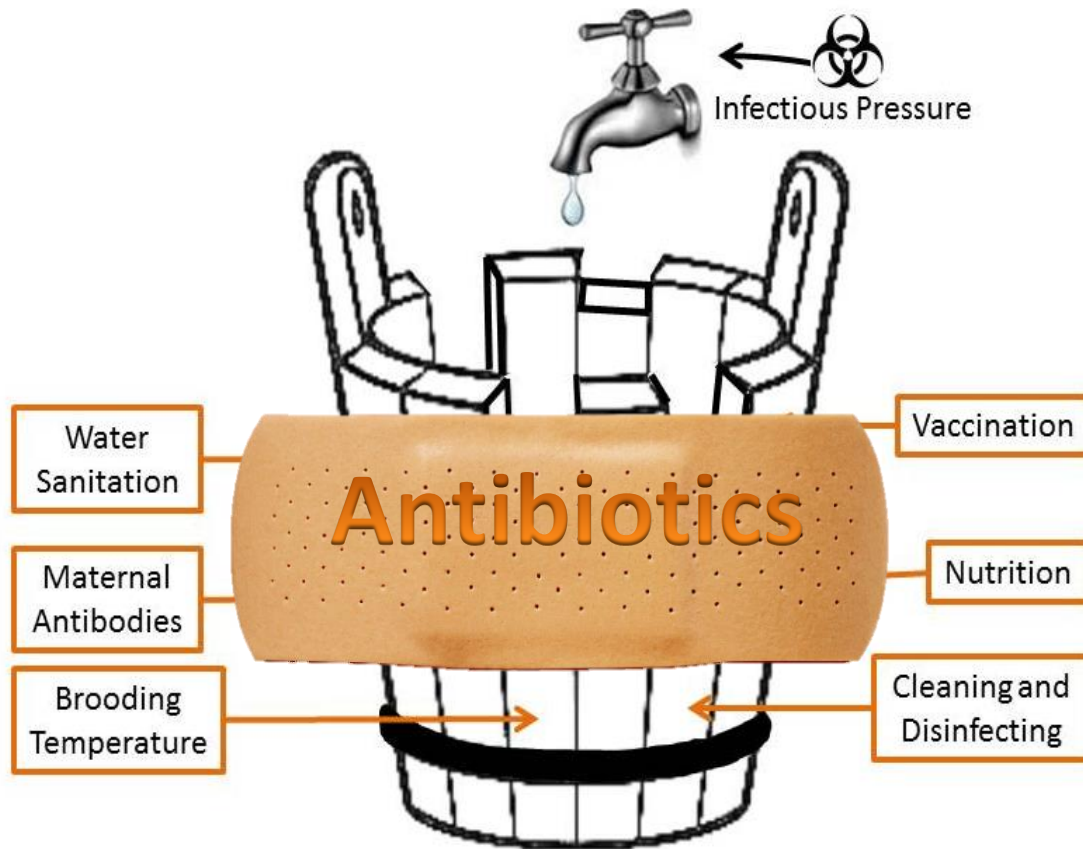 Infectious Pressure
Water
Sanitation
Vaccination
Antibiotics
Maternal
Antibodies
Nutrition
Brooding
Temperature
Cleaning and
Disinfecting